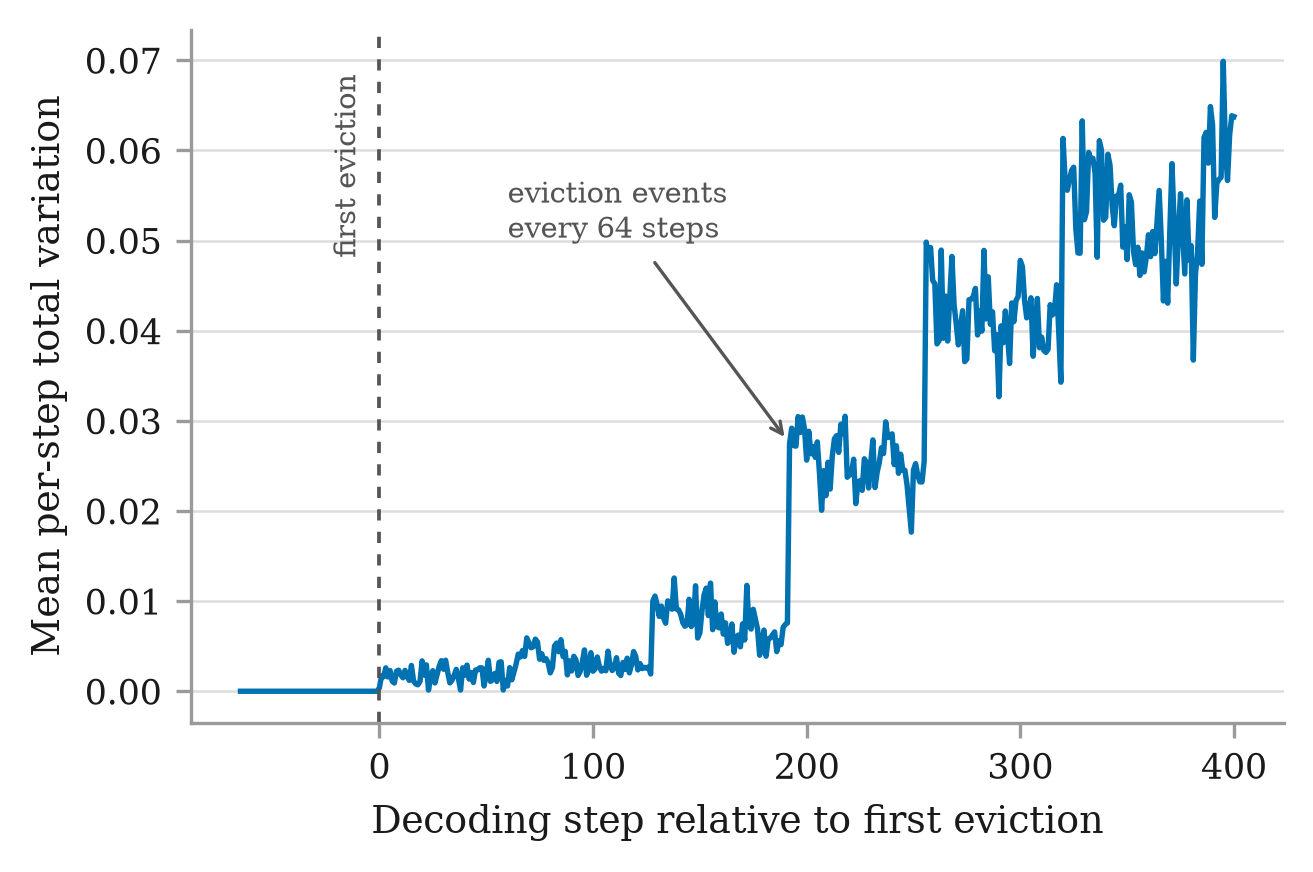 0.07
0.06
0.05
0.04
0.03
0.02
0.01
0.00
Mean per-step total variation
first eviction
eviction events
every 64 steps
0
100
200
300
400
Decoding step relative to first eviction